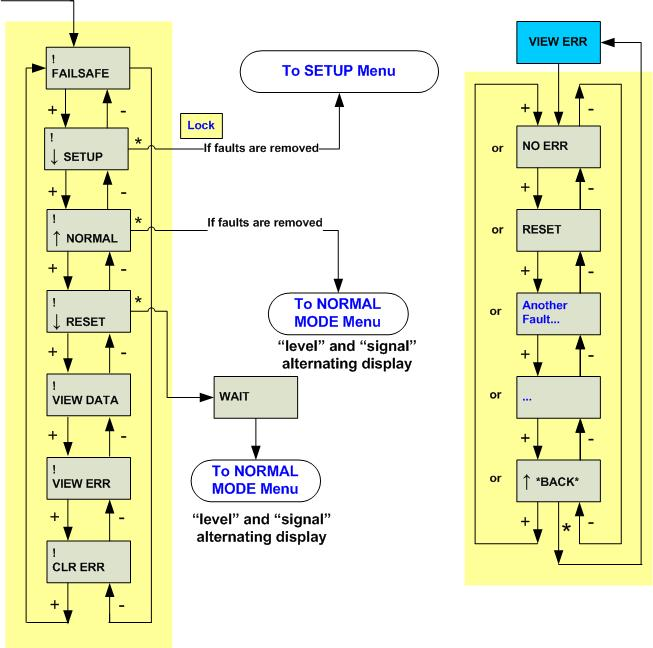 !
FAILSAFE
+
-
!
↓ SETUP
*
Lock
If faults are removed
To SETUP Menu
+
-
!
↑ NORMAL
*
If faults are removed
To NORMAL
MODE Menu
“level” and “signal”
alternating display
+
-
!
↓ RESET
*
WAIT
To NORMAL
MODE Menu
“level” and “signal”
alternating display
+
-
!
VIEW DATA
+
-
!
VIEW ERR
+
-
!
CLR ERR
+
-
VIEW ERR
+
-
or
NO ERR
+
-
or
RESET
+
-
or
Another
Fault...
+
-
or
...
+
-
or
↑ *BACK*
+
*
-